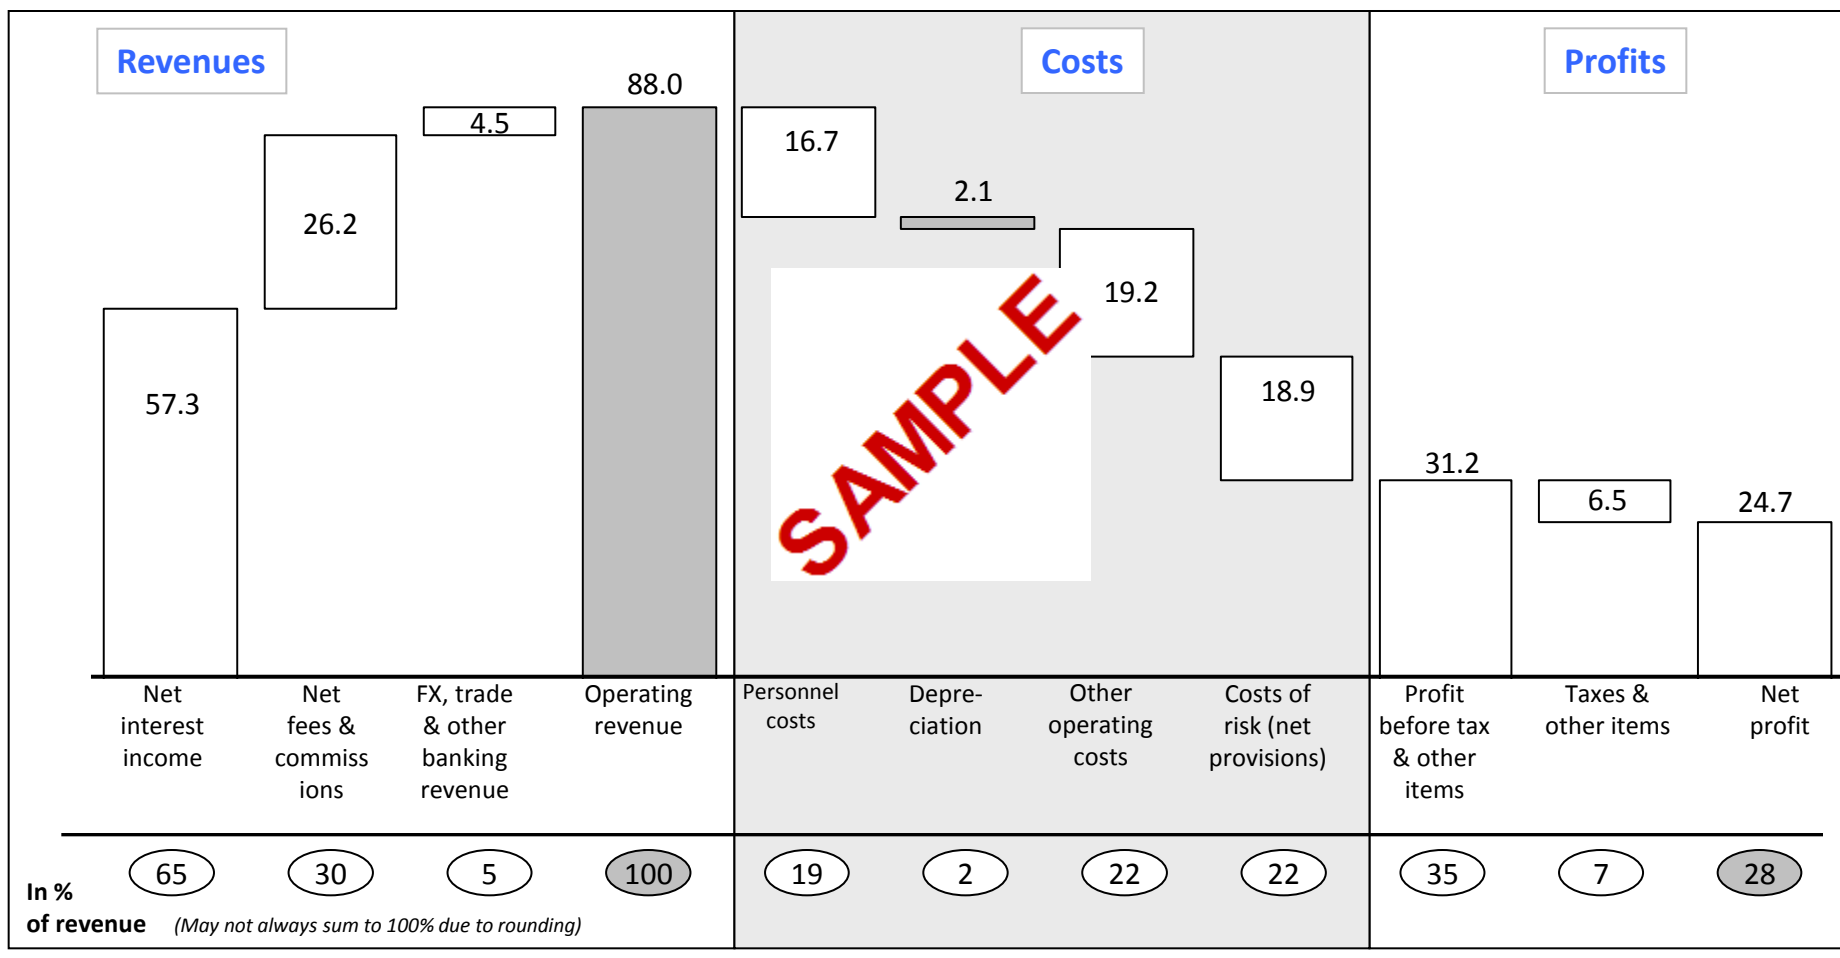 Revenues
Costs
Profits
88.0
4.5
26.2
57.3
16.7
2.1
19.2
18.9
31.2
6.5
24.7
SAMPLE
Net
interest
income
Net
fees &
commiss
ions
FX, trade
& other
banking
revenue
Operating
revenue
Personnel
costs
Depre-
ciation
Other
operating
costs
Costs of
risk (net
provisions)
Profit
before tax
& other
items
Taxes &
other items
Net
profit
In %
of revenue
(May not always sum to 100% due to rounding)
65
30
5
100
19
2
22
22
35
7
28